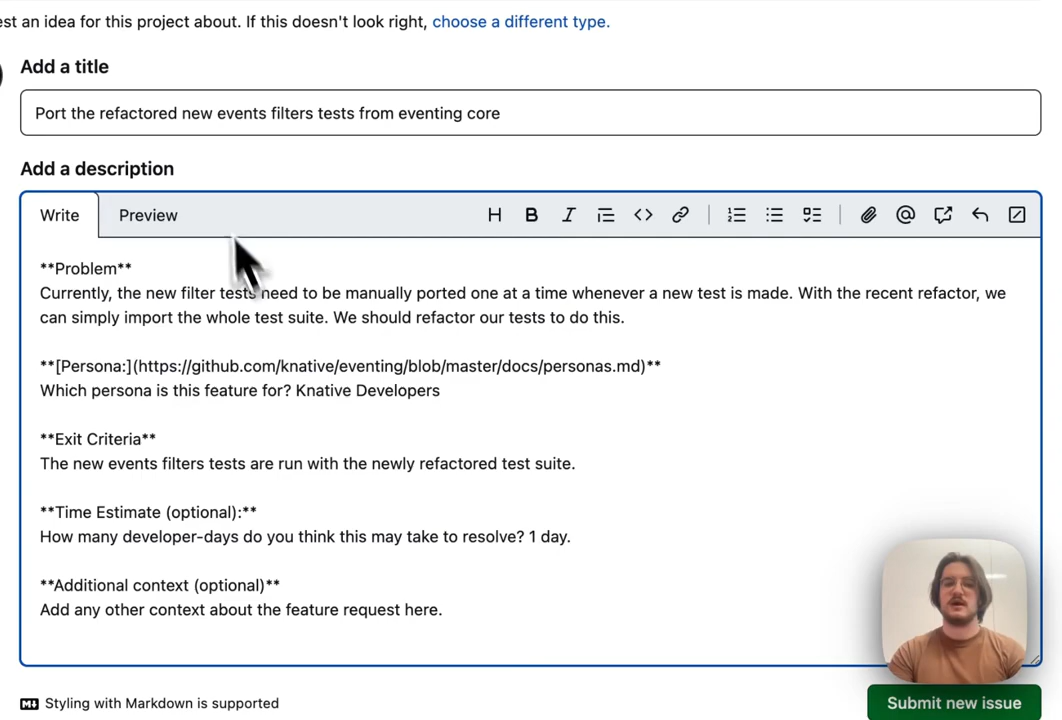 est an idea for this project about. If this doesn't look right, choose a different type.
Add a title
Port the refactored new events filters tests from eventing core
Add a description
Write Preview
**Problem**
Currently, the new filter tests need to be manually ported one at a time whenever a new test is made. With the recent refactor, we
can simply import the whole test suite. We should refactor our tests to do this.
**[Persona:](https://github.com/knative/eventing/blob/master/docs/personas.md)**
Which persona is this feature for? Knative Developers
**Exit Criteria**
The new events filters tests are run with the newly refactored test suite.
**Time Estimate (optional):**
How many developer-days do you think this may take to resolve? 1 day.
**Additional context (optional)**
Add any other context about the feature request here.
Styling with Markdown is supported
Submit new issue